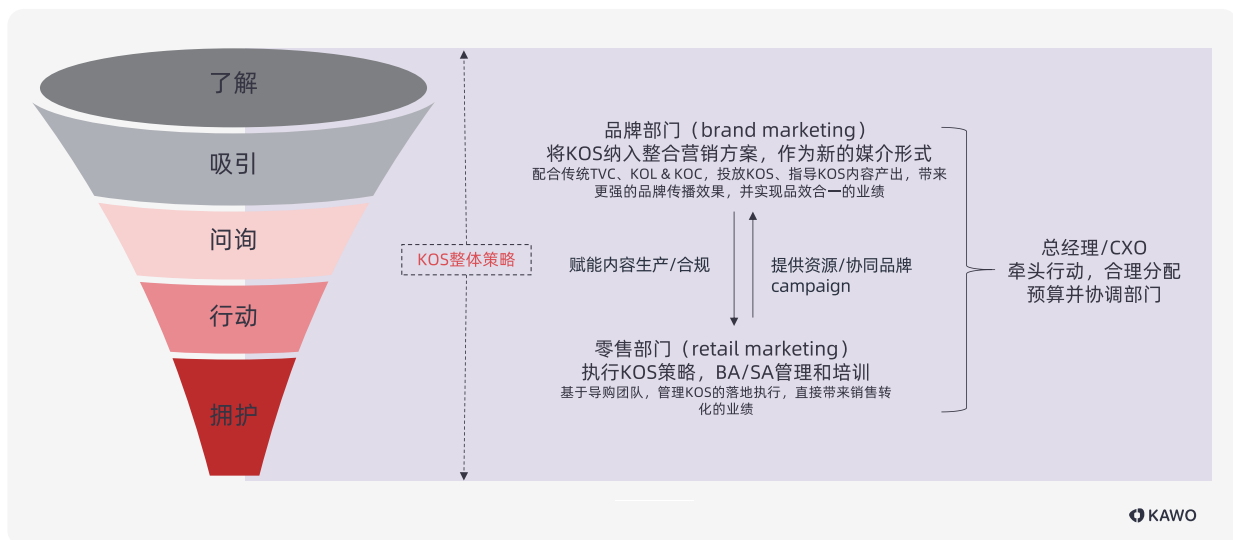 了解
吸引
问询
行动
拥护
KOS整体策略
品牌部门（brand marketing）
将KOS纳入整合营销方案，作为新的媒介形式
配合传统TVC、KOL & KOC，投放KOS、指导KOS内容产出，带来
更强的品牌传播效果，并实现品效合一的业绩
赋能内容生产/合规
提供资源/协同品牌
campaign
零售部门（retail marketing）
执行KOS策略，BA/SA管理和培训
基于导购团队，管理KOS的落地执行，直接带来销售转
化的业绩
总经理/CXO
牵头行动，合理分配
预算并协调部门
KAWO